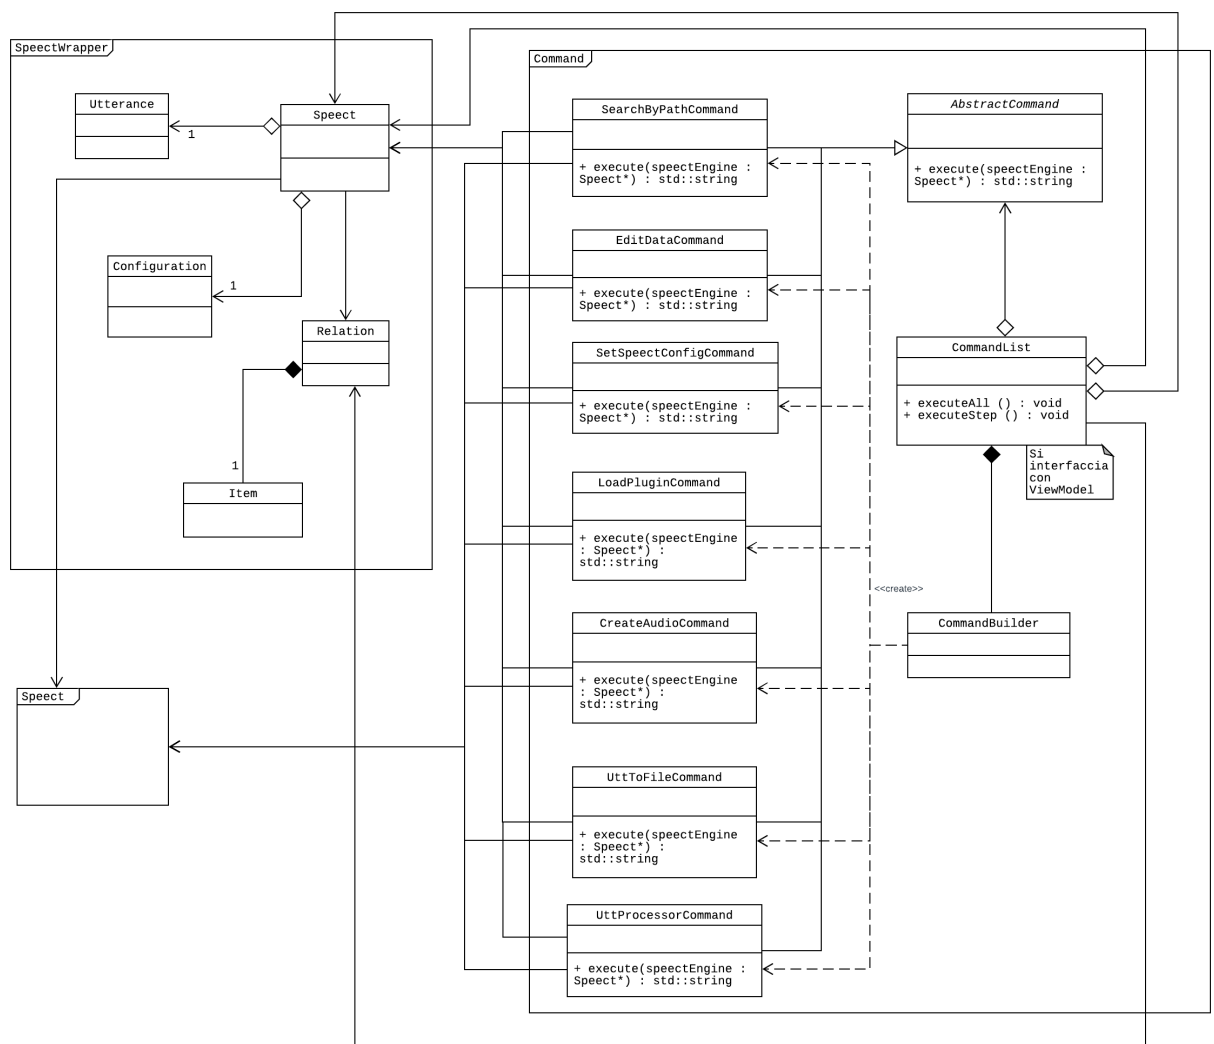 SpeectWrapper
Utterance
1
Speect
Configuration
1
Relation
1
Item
Speect
Command
SearchByPathCommand
+ execute(speectEngine :
Speect*) : std::string
EditDataCommand
+ execute(speectEngine :
Speect*) : std::string
SetSpeectConfigCommand
+ execute(speectEngine :
Speect*) : std::string
LoadPluginCommand
+ execute(speectEngine
: Speect*) :
std::string
CreateAudioCommand
+ execute(speectEngine
: Speect*) :
std::string
UttToFileCommand
+ execute(speectEngine
: Speect*) :
std::string
UttProcessorCommand
+ execute(speectEngine :
Speect*) : std::string
AbstractCommand
+ execute(speectEngine :
Speect*) : std::string
CommandList
+ executeAll () : void
+ executeStep () : void
Si
interfaccia
con
ViewModel
<<create>>
CommandBuilder